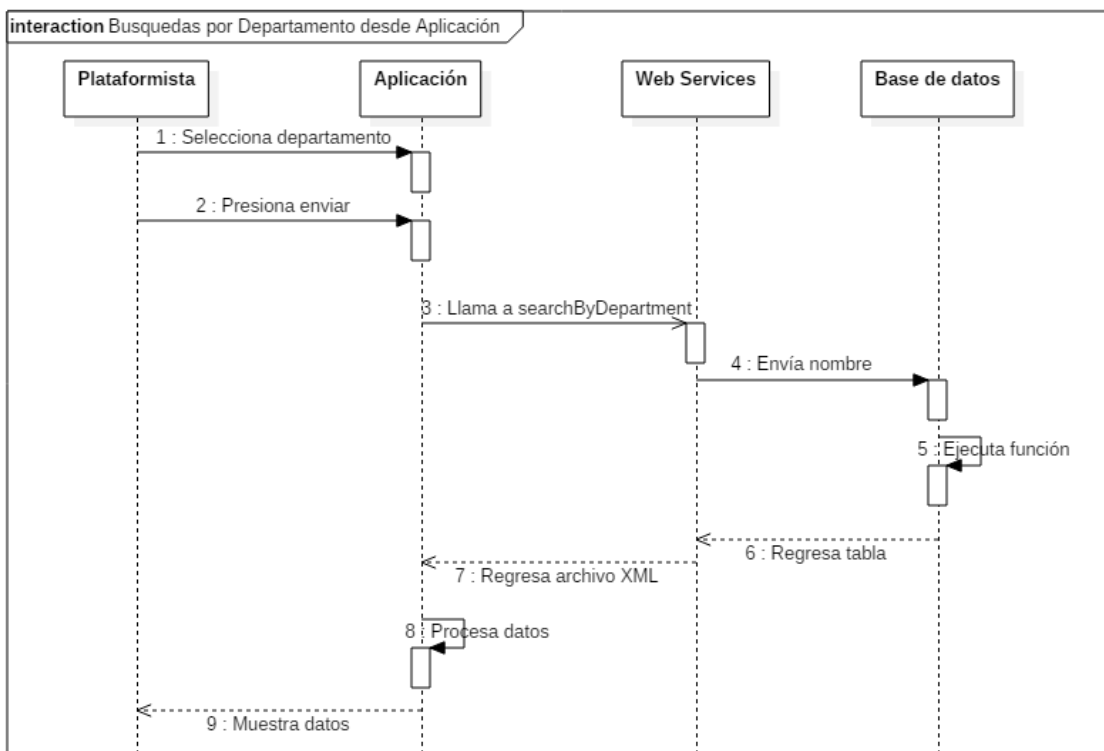 interaction Busquedas por Departamento desde Aplicación
Plataformista
Aplicación
Web Services
Base de datos
1 : Selecciona departamento
2 : Presiona enviar
3 : Llama a searchByDepartment
4 : Envía nombre
5 : Ejecuta función
6 : Regresa tabla
7 : Regresa archivo XML
8 : Procesa datos
9 : Muestra datos